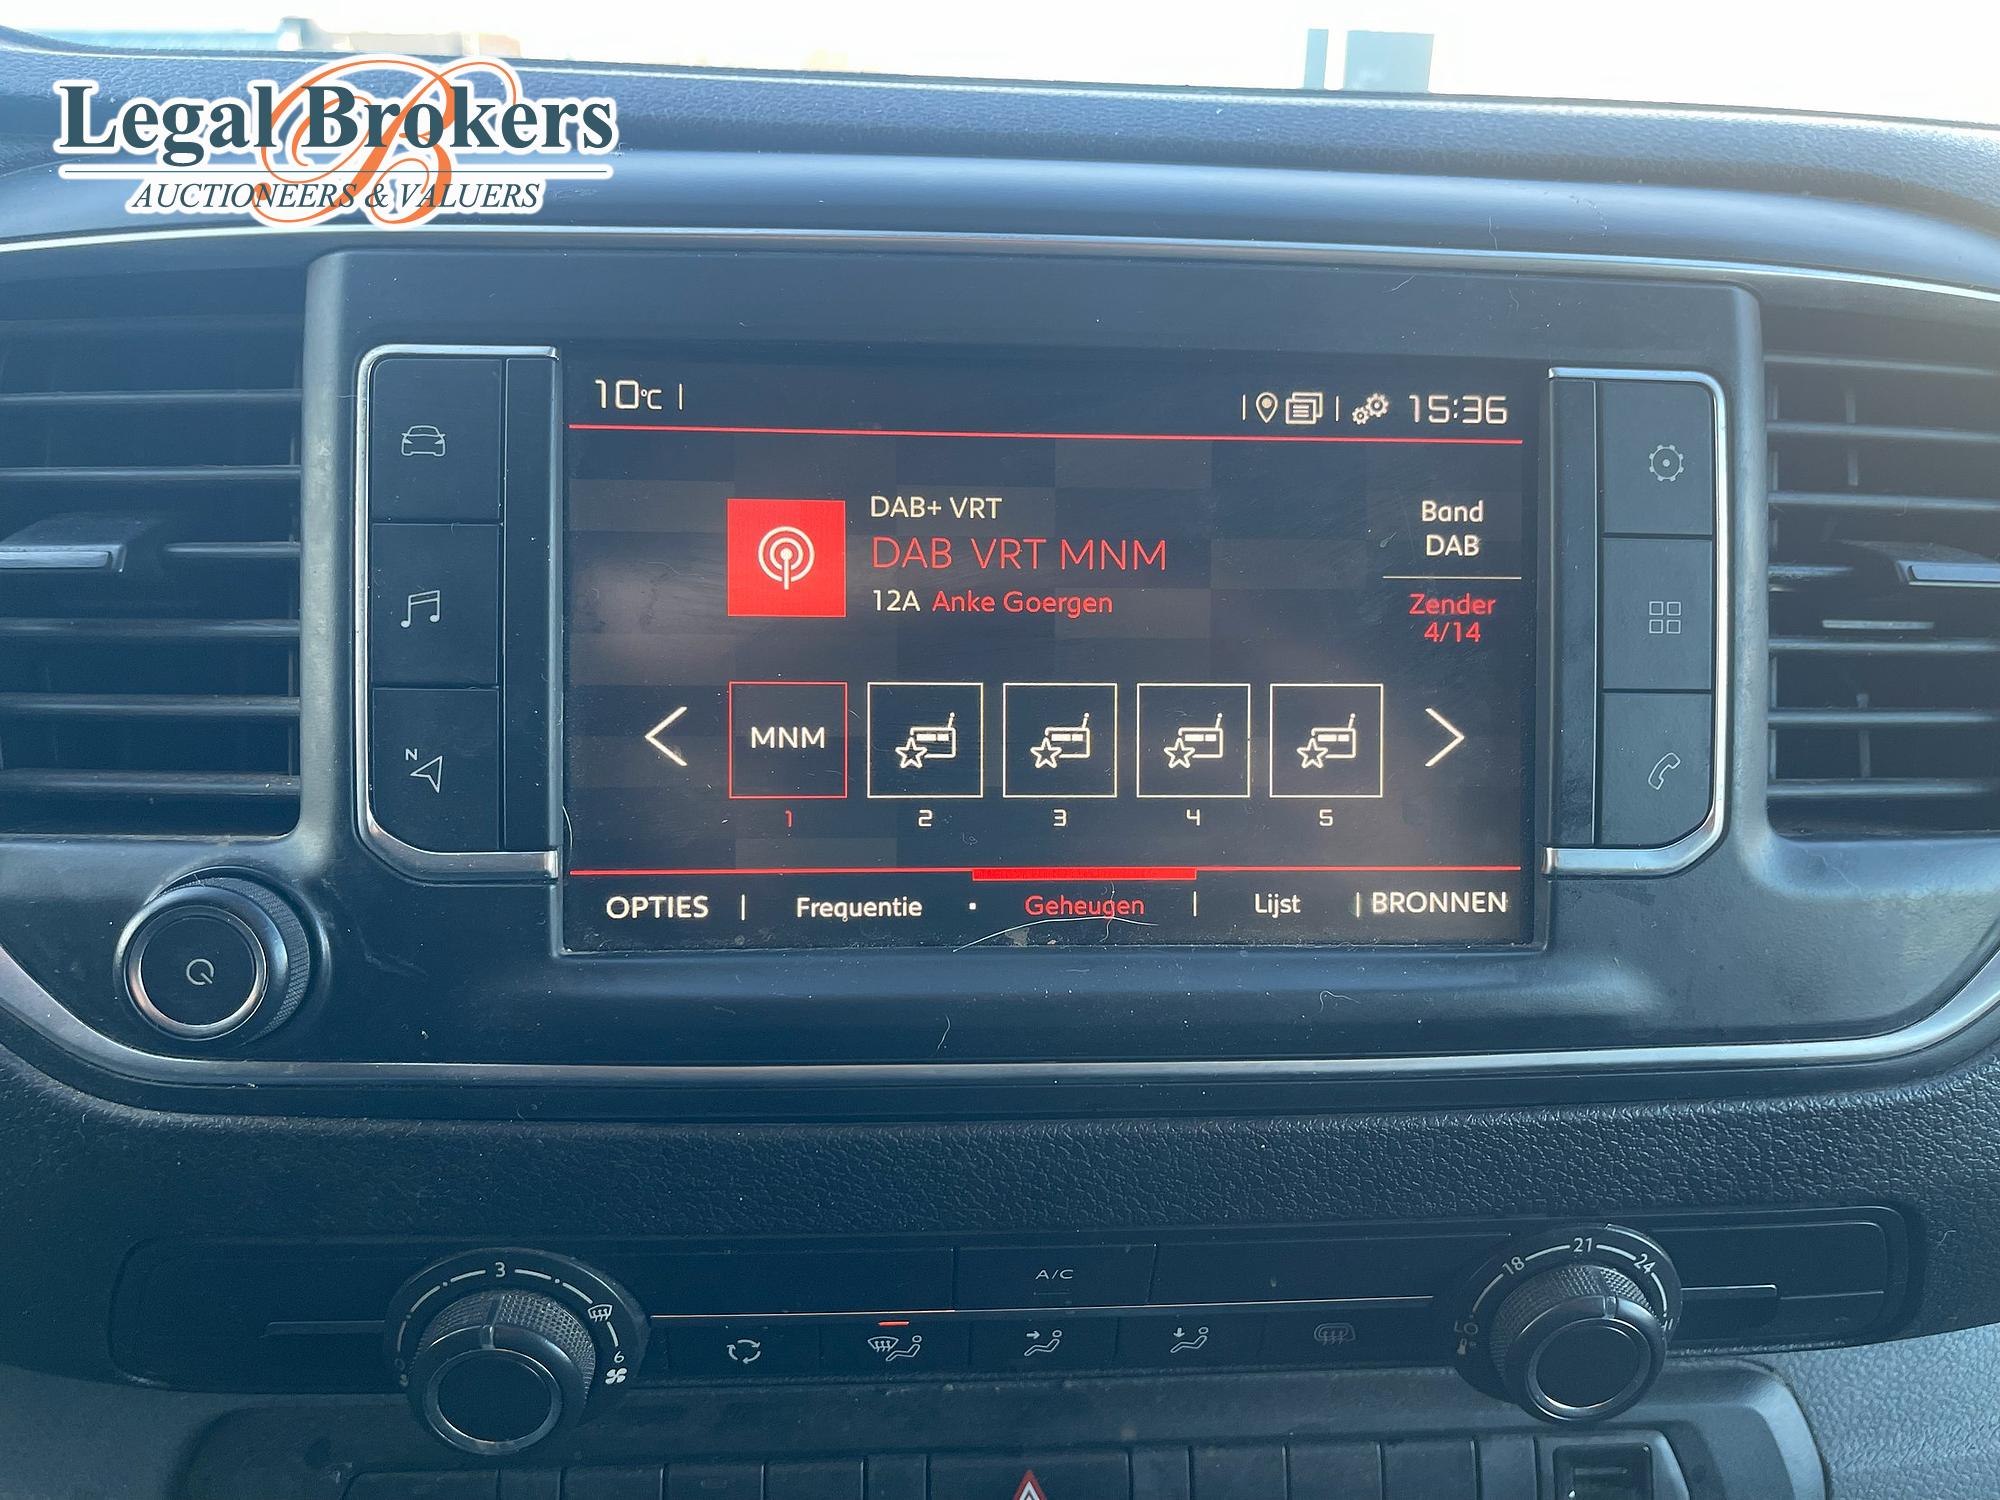 Legal Brokers
AUCTIONEERS & VALUERS
10°C
15:36
DAB+ VRT
DAB VRT MNM
12A Anke Goergen
Band
DAB
Zender
4/14
N
MNM
1 2 3 4 5
OPTIES Frequentie Geheugen Lijst BRONNEN
3
6
0
A/C
LO 18 21 24